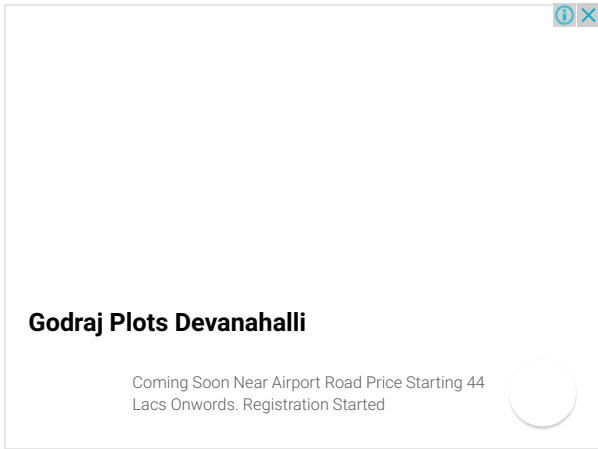 Godraj Plots Devanahalli
Coming Soon Near Airport Road Price Starting 44
Lacs Onwords. Registration Started